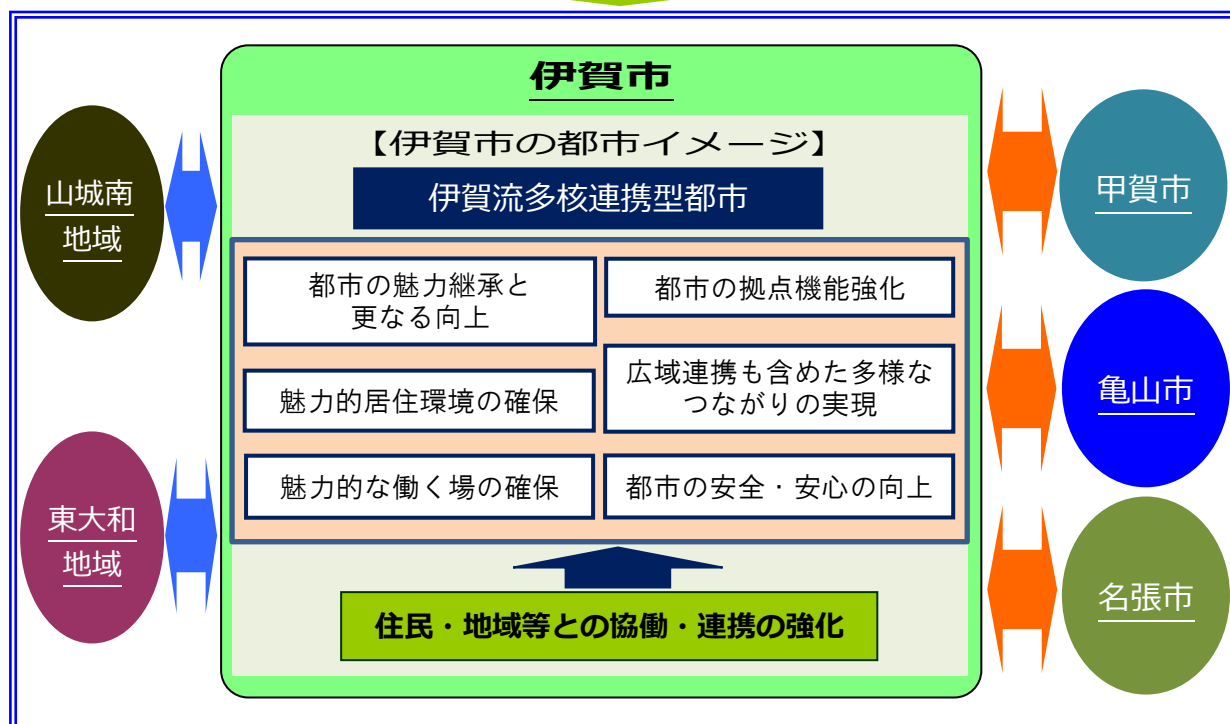 伊賀市
【伊賀市の都市イメージ】
伊賀流多核連携型都市
都市の魅力継承と
更なる向上
都市の拠点機能強化
魅力的居住環境の確保
広域連携も含めた多様な
つながりの実現
魅力的な働く場の確保
都市の安全・安心の向上
住民・地域等との協働・連携の強化
山城南
地域
東大和
地域
甲賀市
亀山市
名張市